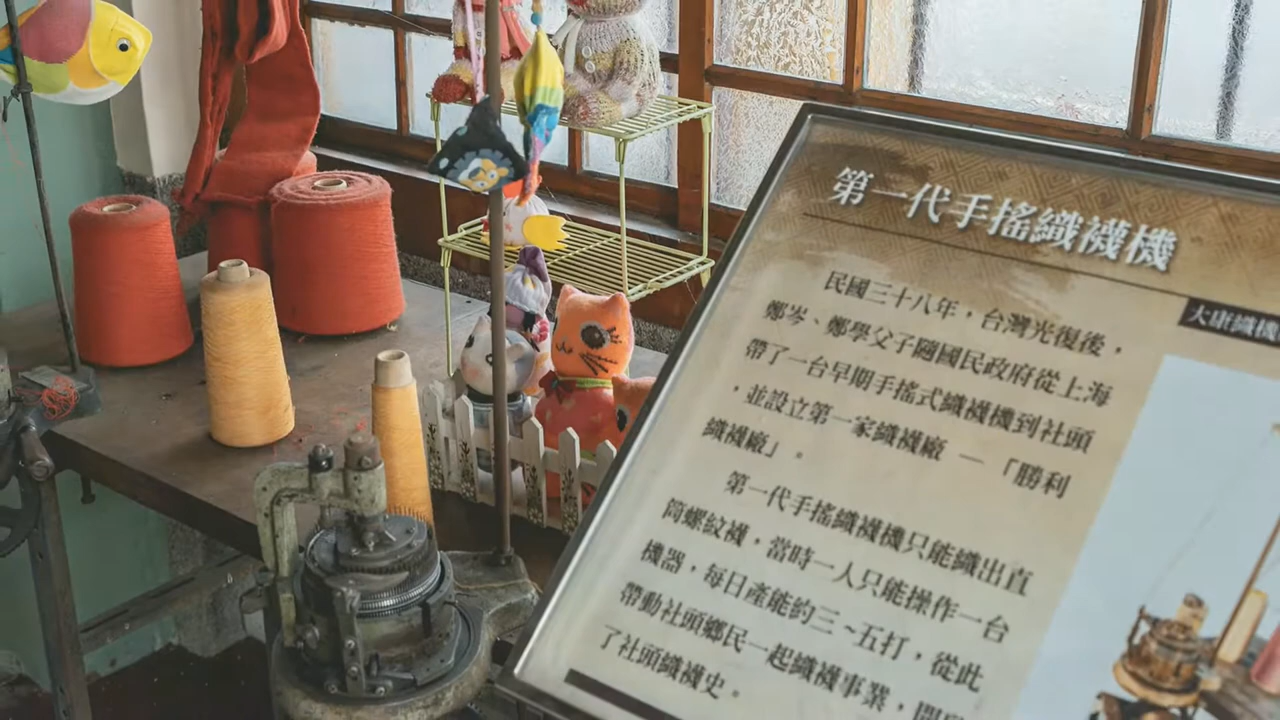 第一代手搖織襪機
大康織機
民國三十八年，台灣光復後，
鄭岑、鄭學父子隨國民政府從上海
帶了一台早期手搖式織襪機到社頭
，並設立第一家織襪廠 —「勝利
織襪廠」。
第一代手搖織襪機只能織出直
筒螺紋襪，當時一人只能操作一台
機器，每日產能約三~五打，從此
帶動社頭鄉民一起織襪事業，開
了社頭織襪史。